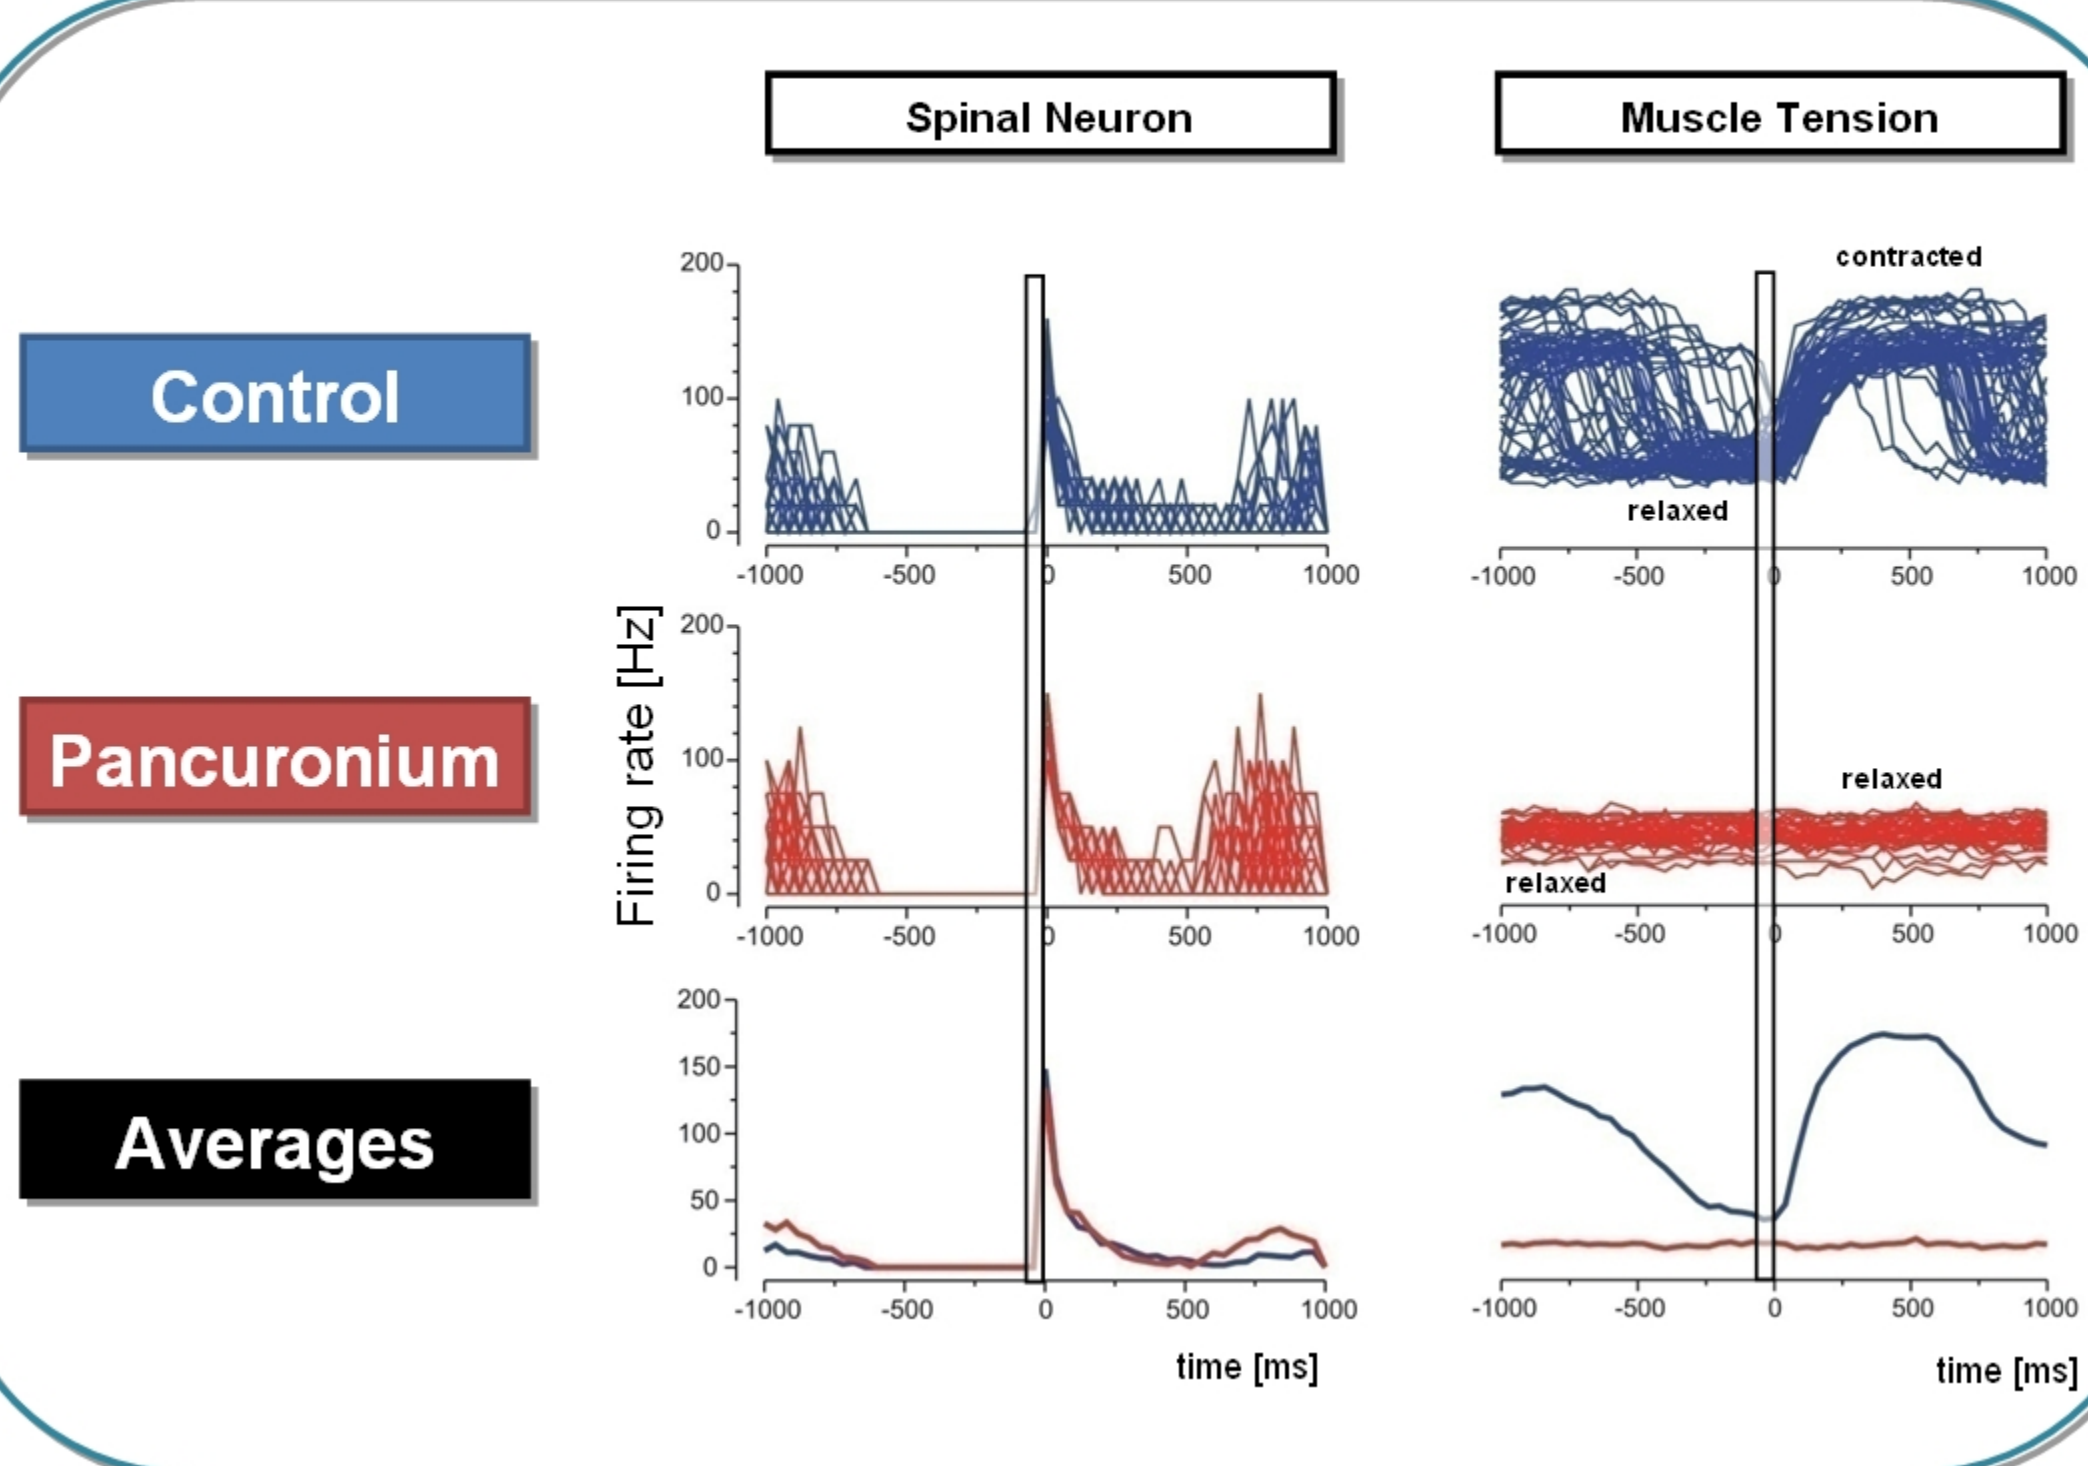 Spinal Neuron
Muscle Tension
Control
200
100
0
-1000 -500 0 500 1000
contracted
relaxed
-1000 -500 0 500 1000
Pancuronium
Firing rate [Hz]
200
100
0
-1000 -500 0 500 1000
relaxed
relaxed
-1000 -500 0 500 1000
Averages
200
150
100
50
0
-1000 -500 0 500 1000
time [ms]
-1000 -500 0 500 1000
time [ms]